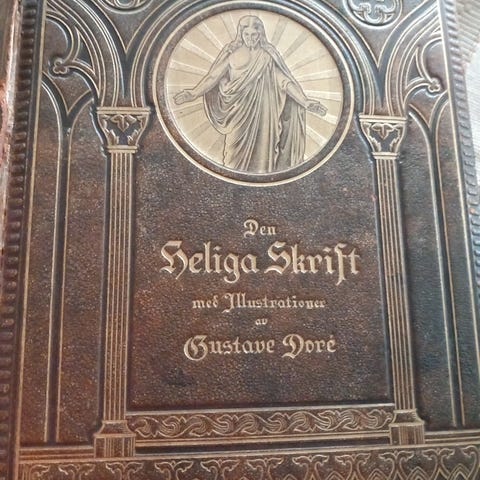 Den
Heliga Skrift
med Illustrationer
av
Gustave Doré